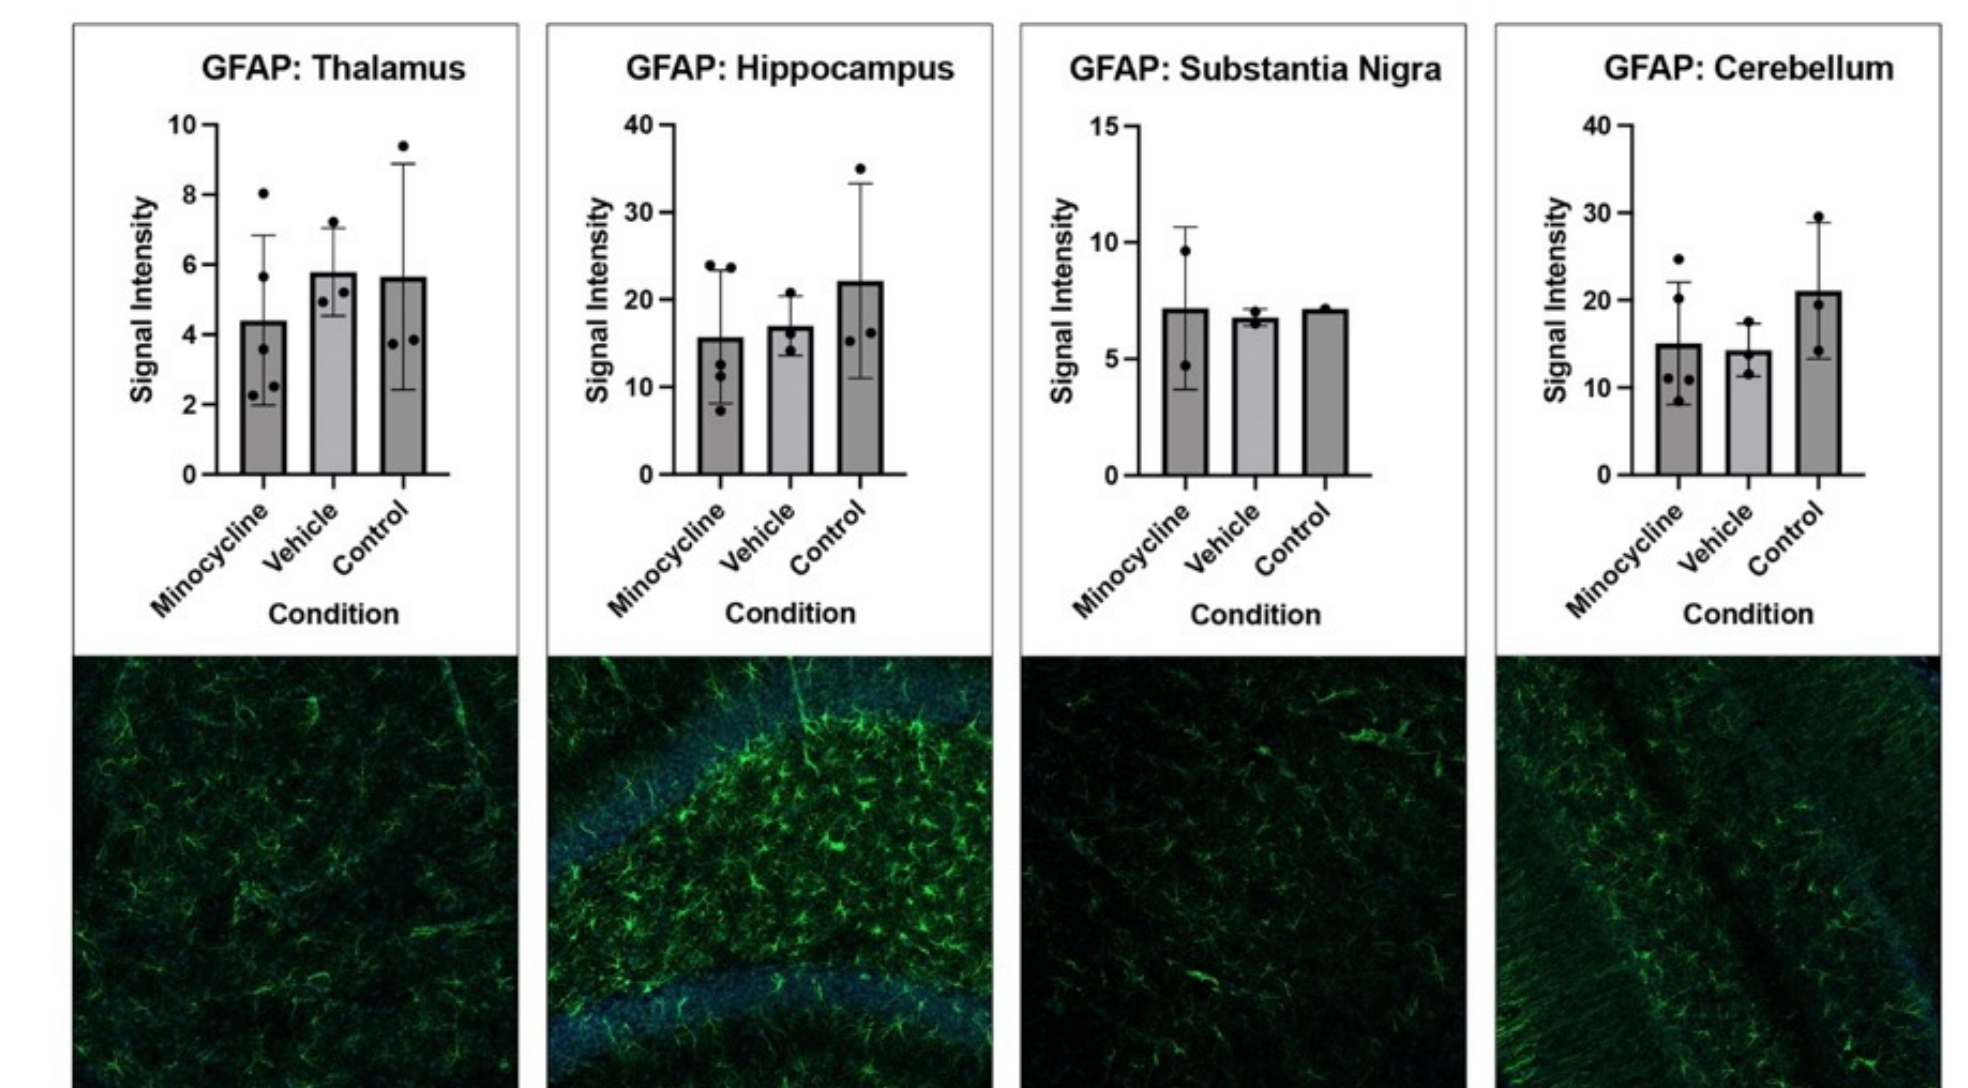 GFAP: Thalamus
10
8
6
4
2
0
Signal Intensity
Minocycline
Vehicle
Control
Condition
GFAP: Hippocampus
40
30
20
10
0
Signal Intensity
Minocycline
Vehicle
Control
Condition
GFAP: Substantia Nigra
15
10
5
0
Signal Intensity
Minocycline
Vehicle
Control
Condition
GFAP: Cerebellum
40
30
20
10
0
Signal Intensity
Minocycline
Vehicle
Control
Condition